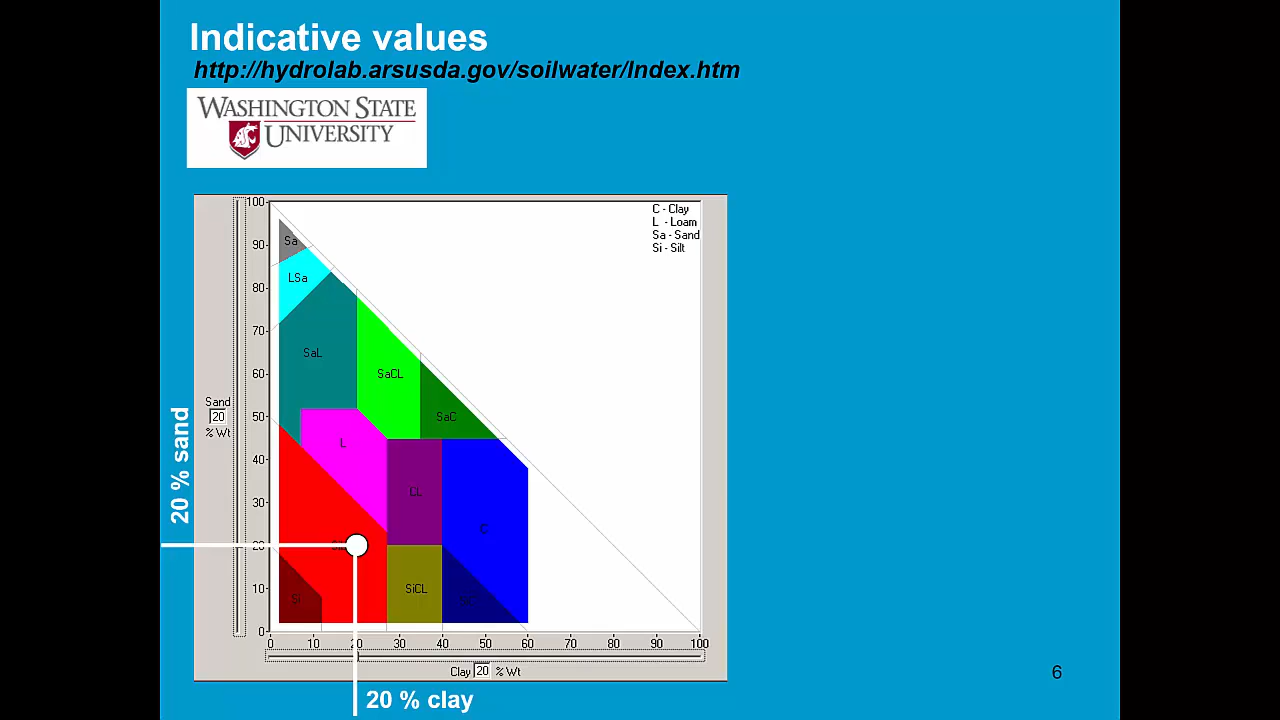 Indicative values
http://hydrolab.arsusda.gov/soilwater/Index.htm
WASHINGTON STATE
UNIVERSITY
C - Clay
L - Loam
Sa - Sand
Si - Silt
100
90
80
70
60
50
40
30
20
10
0
Sand
20
% Wt
20 % sand
Sa
LSa
SaL
SaCL
SaC
L
CL
C
Si
SiCL
0 10 20 30 40 50 60 70 80 90 100
Clay 20 % Wt
20 % clay
6